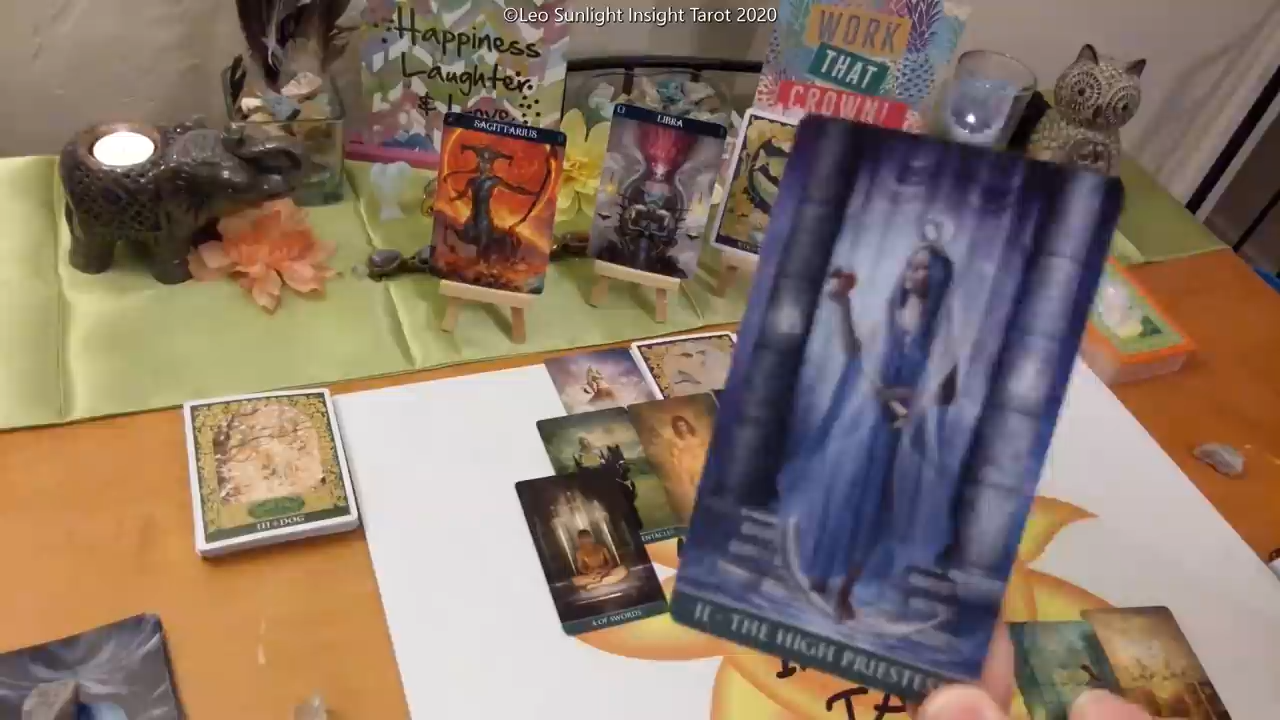 ©Leo Sunlight Insight Tarot 2020
Happiness
Laughter
& Love
WORK
THAT
CROWN!
SAGITTARIUS
LIBRA
III • DOG
4 OF SWORDS
II - THE HIGH PRIESTESS